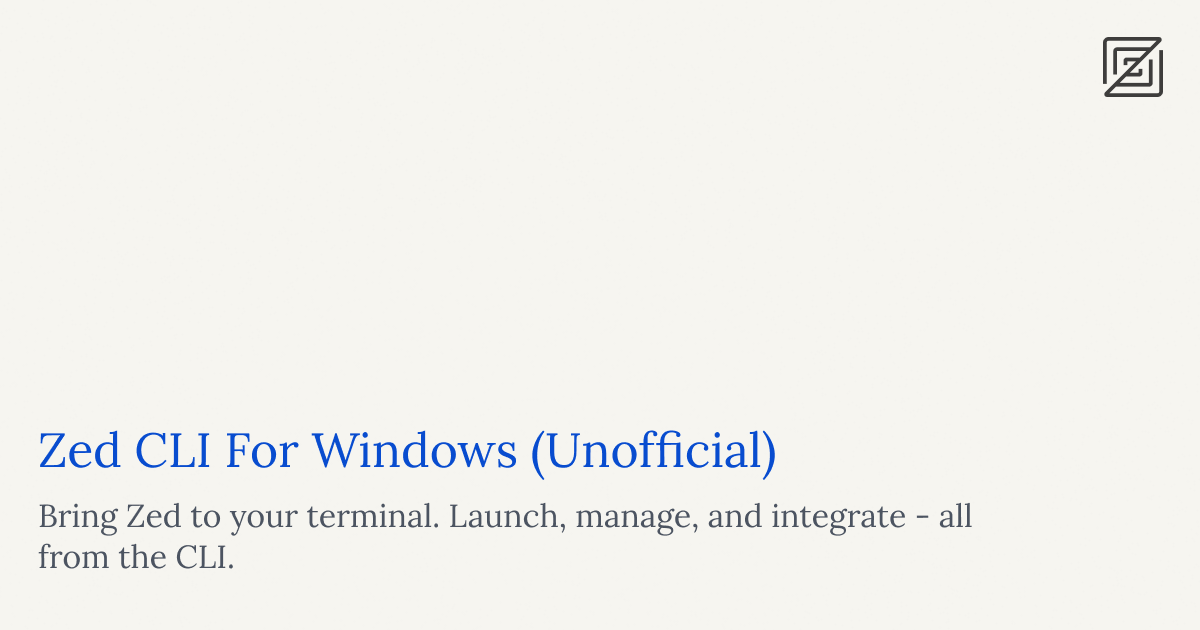 Zed CLI For Windows (Unofficial)
Bring Zed to your terminal. Launch, manage, and integrate - all
from the CLI.